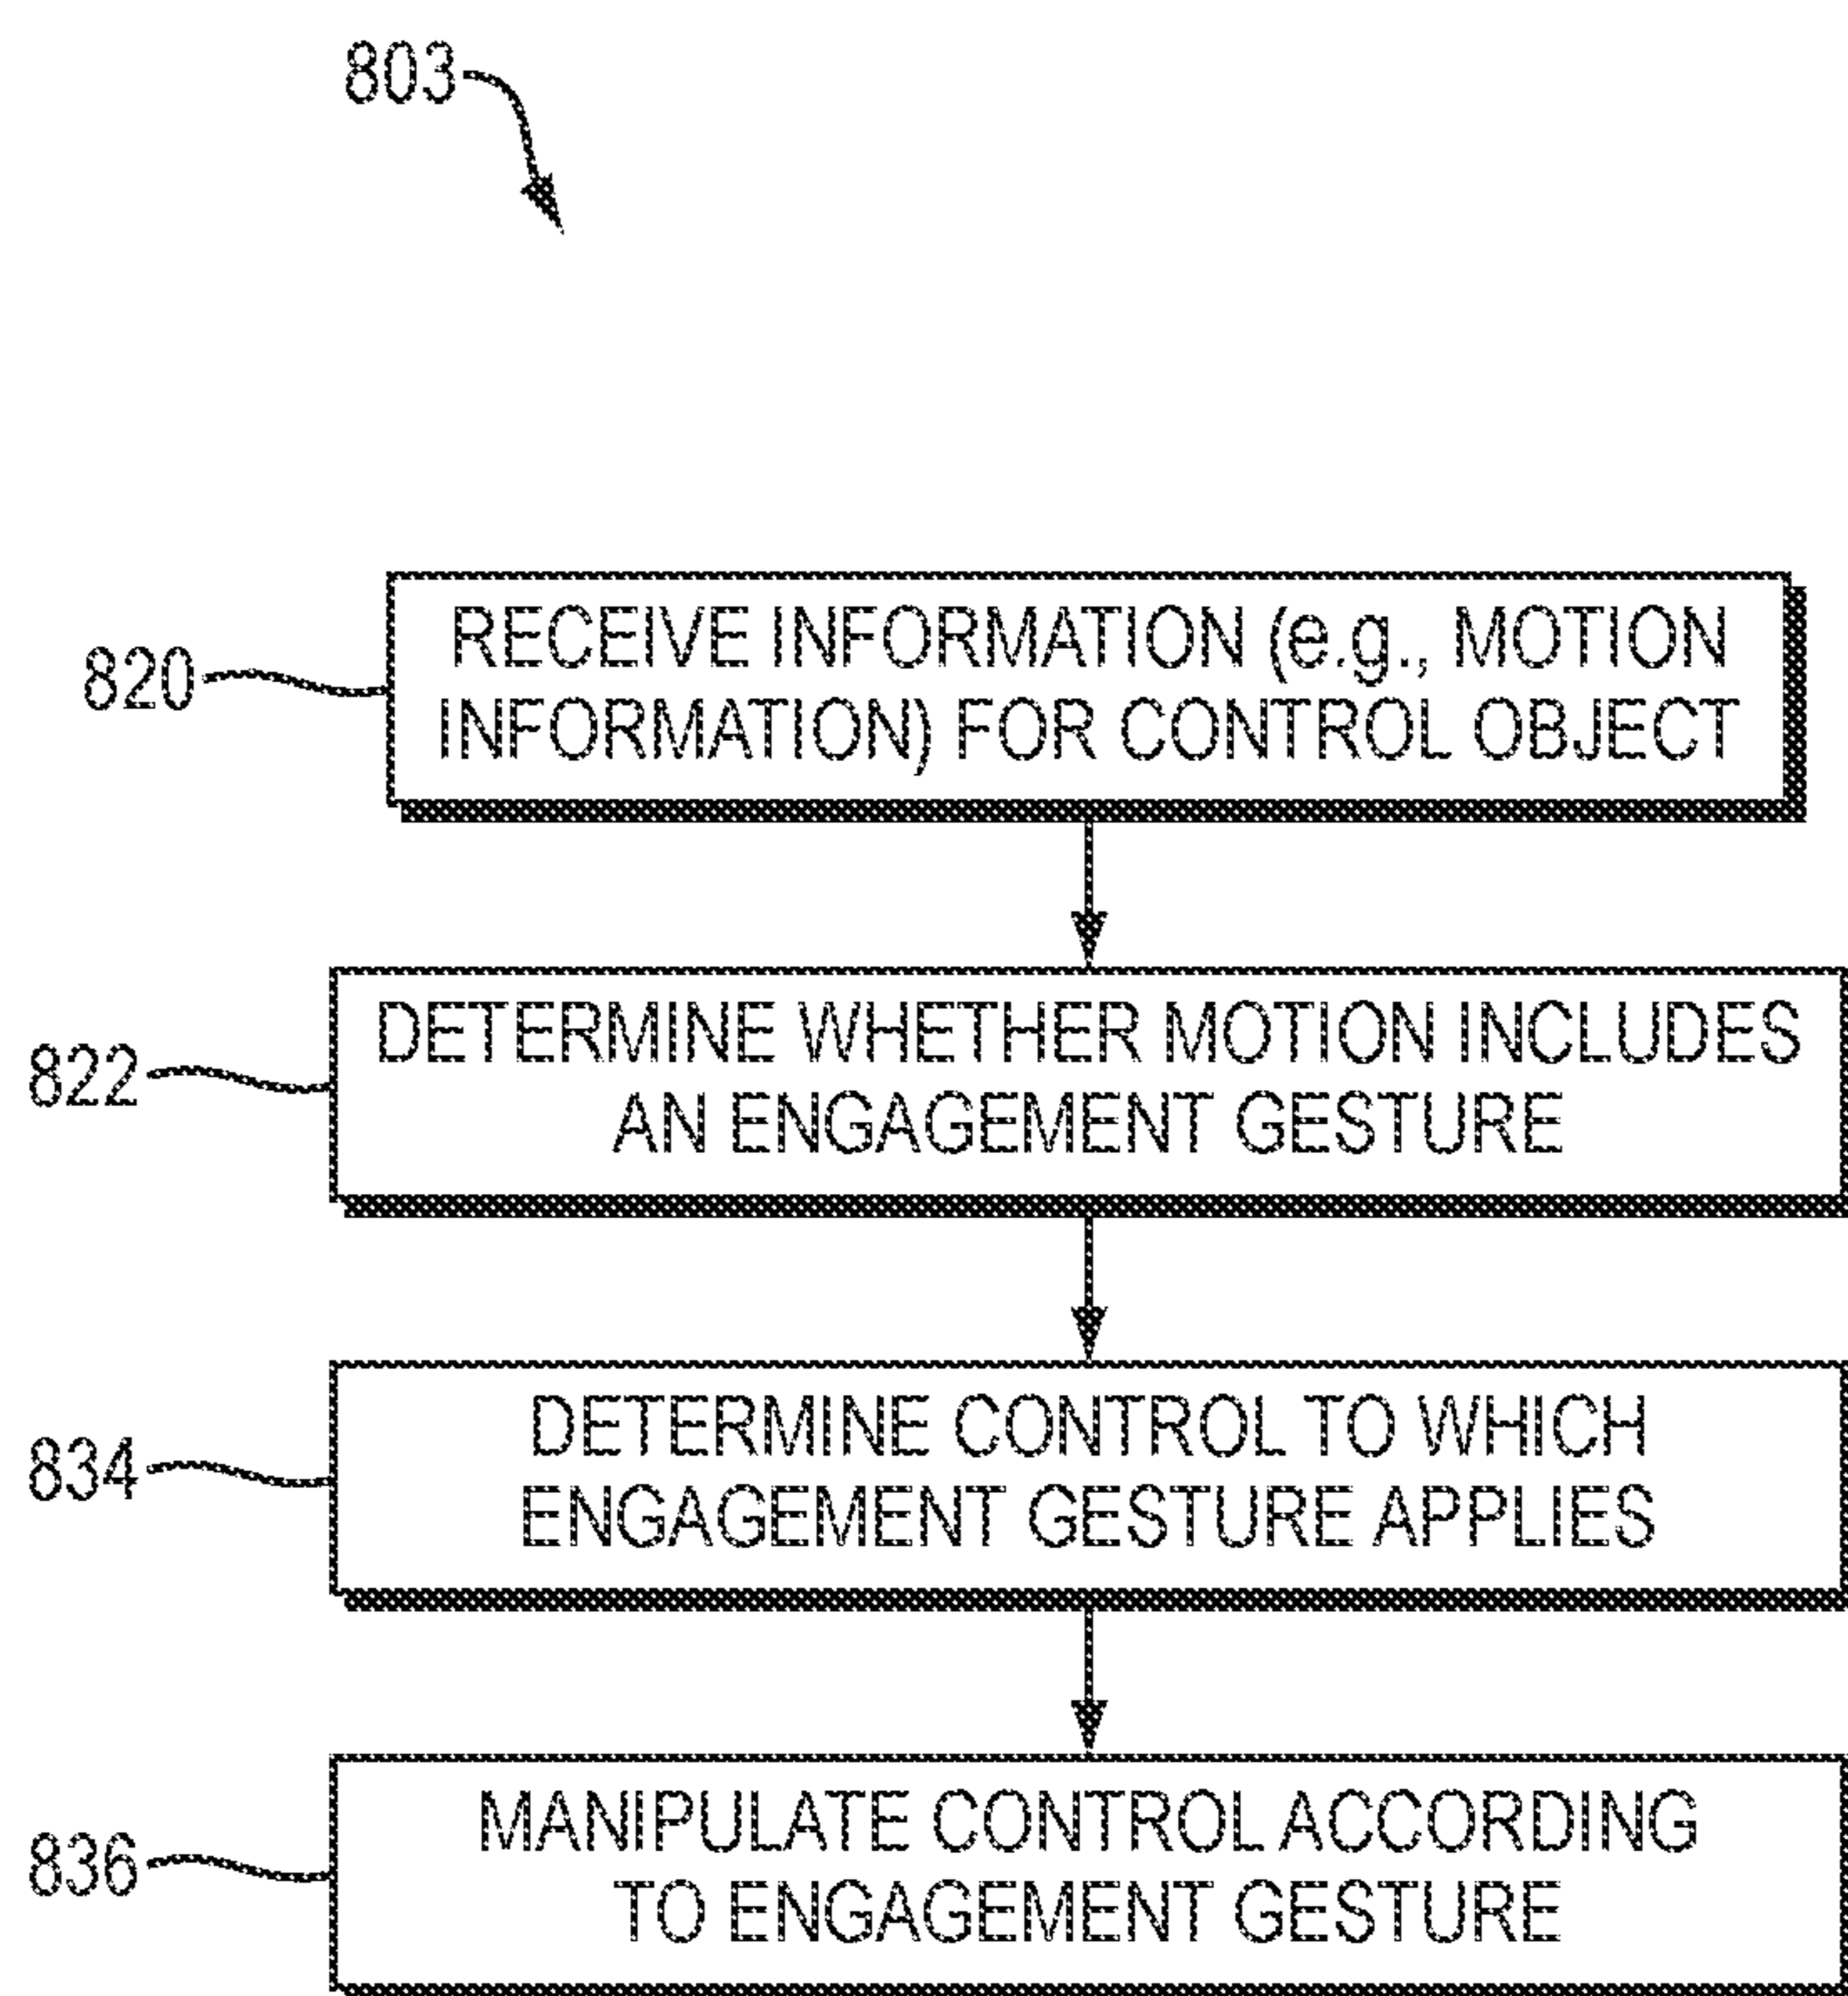 803
820
RECEIVE INFORMATION (e.g., MOTION
INFORMATION) FOR CONTROL OBJECT
822
DETERMINE WHETHER MOTION INCLUDES
AN ENGAGEMENT GESTURE
834
DETERMINE CONTROL TO WHICH
ENGAGEMENT GESTURE APPLIES
836
MANIPULATE CONTROL ACCORDING
TO ENGAGEMENT GESTURE